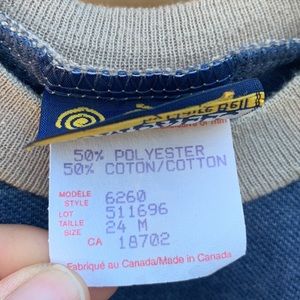 50% POLYESTER
50% COTON/COTTON
MODÈLE
STYLE 6260
LOT 511696
TAILLE
SIZE 24 M
CA 18702
Fabriqué au Canada/Made in Canada